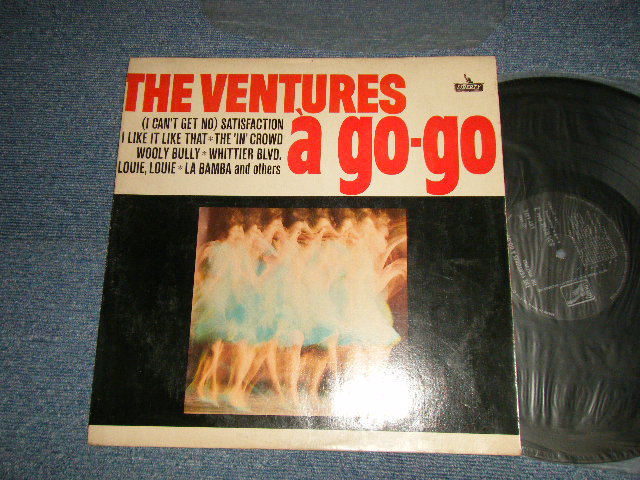 THE VENTURES
à go-go
(I CAN'T GET NO) SATISFACTION
I LIKE IT LIKE THAT * THE 'IN' CROWD
WOOLY BULLY * WHITTIER BLVD.
LOUIE, LOUIE * LA BAMBA and others
LIBERTY